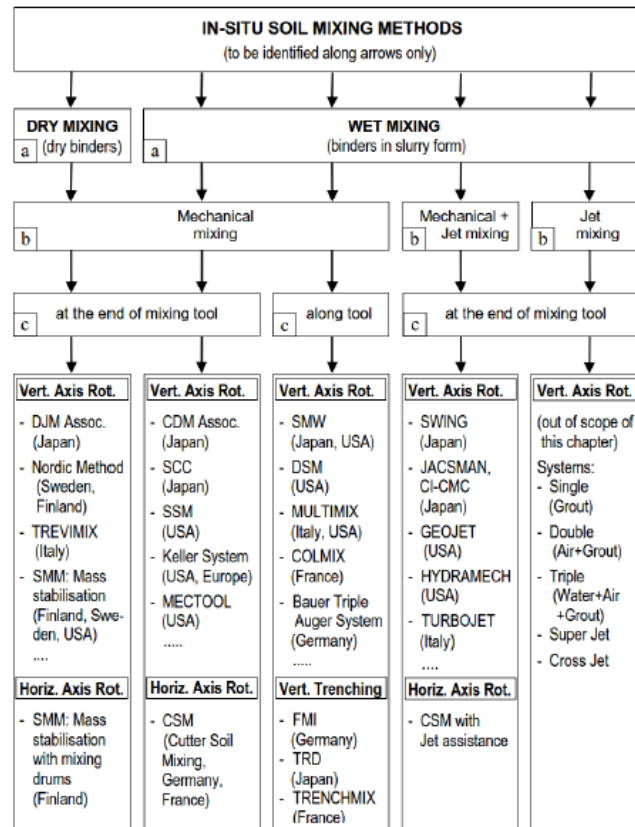 IN-SITU SOIL MIXING METHODS
(to be identified along arrows only)
DRY MIXING
a (dry binders)
WET MIXING
a (binders in slurry form)
Mechanical
b mixing
Mechanical +
b Jet mixing
Jet
b mixing
c at the end of mixing tool
c along tool
c at the end of mixing tool
Vert. Axis Rot.
- DJM Assoc.
(Japan)
- Nordic Method
(Sweden,
Finland)
- TREVIMIX
(Italy)
- SMM: Mass
stabilisation
(Finland, Swe-
den, USA)
....
Horiz. Axis Rot.
- SMM: Mass
stabilisation
with mixing
drums
(Finland)
Vert. Axis Rot.
- CDM Assoc.
(Japan)
- SCC
(Japan)
- SSM
(USA)
- Keller System
(USA, Europe)
- MECTOOL
(USA)
.....
Horiz. Axis Rot.
- CSM
(Cutter Soil
Mixing,
Germany,
France)
Vert. Axis Rot.
- SMW
(Japan, USA)
- DSM
(USA)
- MULTIMIX
(Italy, USA)
- COLMIX
(France)
- Bauer Triple
Auger System
(Germany)
.....
Vert. Trenching
- FMI
(Germany)
- TRD
(Japan)
- TRENCHMIX
(France)
Vert. Axis Rot.
- SWING
(Japan)
- JACSMAN,
CI-CMC
(Japan)
- GEOJET
(USA)
- HYDRAMECH
(USA)
- TURBOJET
(Italy)
....
Horiz. Axis Rot.
- CSM with
Jet assistance
Vert. Axis Rot.
(out of scope of
this chapter)
Systems:
- Single
(Grout)
- Double
(Air+Grout)
- Triple
(Water+Air
+Grout)
- Super Jet
- Cross Jet